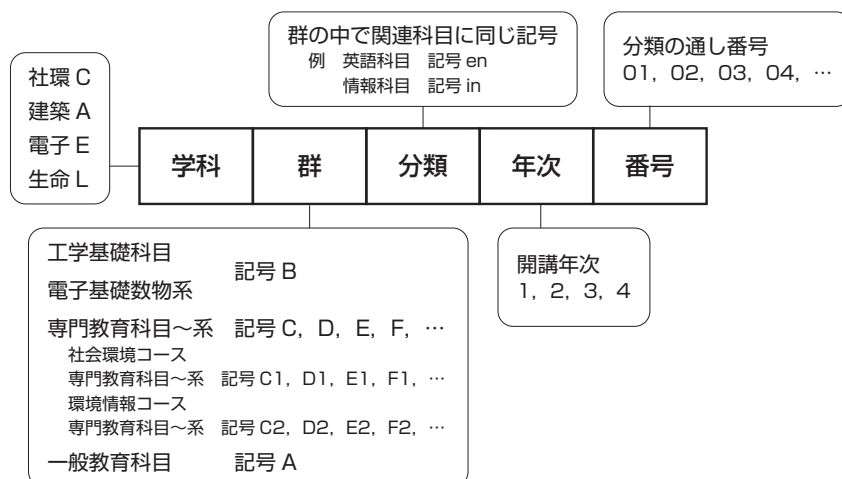 群の中で関連科目に同じ記号
例 英語科目 記号 en
情報科目 記号 in
分類の通し番号
01, 02, 03, 04, …
社環 C
建築 A
電子 E
生命 L
学科 群 分類 年次 番号
工学基礎科目
記号 B
電子基礎数物系
専門教育科目～系 記号 C, D, E, F, …
社会環境コース
専門教育科目～系 記号 C1, D1, E1, F1, …
環境情報コース
専門教育科目～系 記号 C2, D2, E2, F2, …
一般教育科目 記号 A
開講年次
1, 2, 3, 4